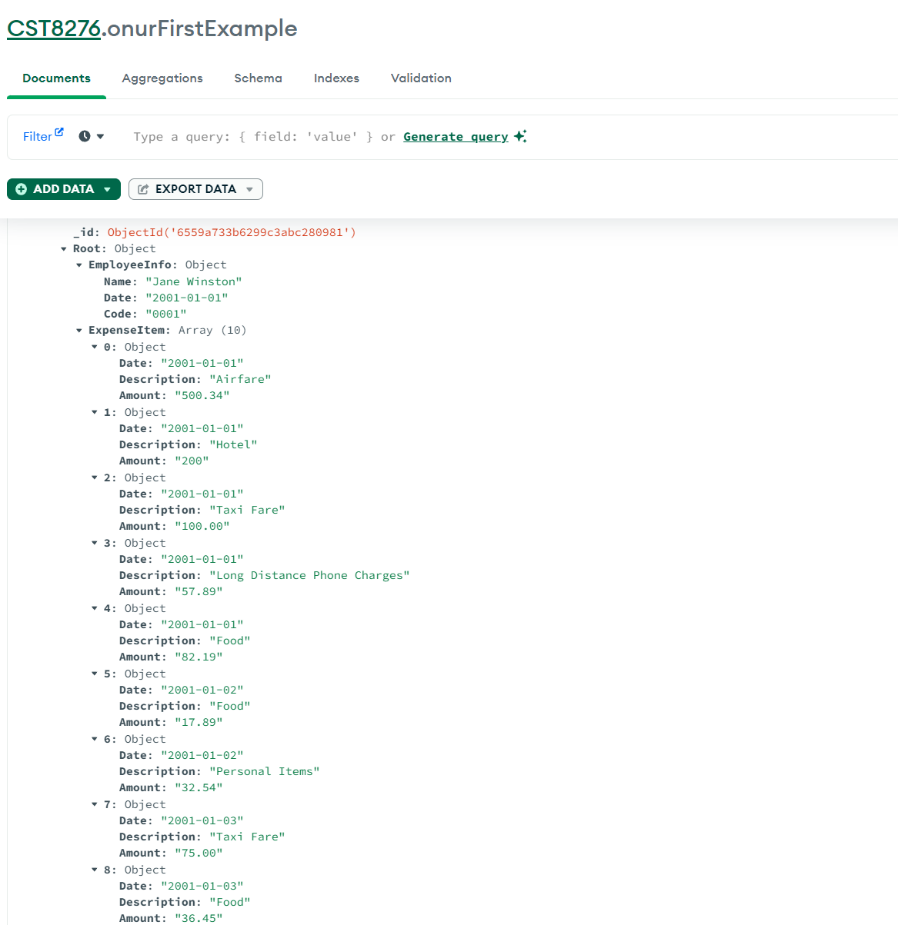 CST8276.onurFirstExample
Documents Aggregations Schema Indexes Validation
Filter Type a query: { field: 'value' } or Generate query
ADD DATA EXPORT DATA
_id: ObjectId('6559a733b6299c3abc280981')
Root: Object
EmployeeInfo: Object
Name: "Jane Winston"
Date: "2001-01-01"
Code: "0001"
ExpenseItem: Array (10)
0: Object
Date: "2001-01-01"
Description: "Airfare"
Amount: "500.34"
1: Object
Date: "2001-01-01"
Description: "Hotel"
Amount: "200"
2: Object
Date: "2001-01-01"
Description: "Taxi Fare"
Amount: "100.00"
3: Object
Date: "2001-01-01"
Description: "Long Distance Phone Charges"
Amount: "57.89"
4: Object
Date: "2001-01-01"
Description: "Food"
Amount: "82.19"
5: Object
Date: "2001-01-02"
Description: "Food"
Amount: "17.89"
6: Object
Date: "2001-01-02"
Description: "Personal Items"
Amount: "32.54"
7: Object
Date: "2001-01-03"
Description: "Taxi Fare"
Amount: "75.00"
8: Object
Date: "2001-01-03"
Description: "Food"
Amount: "36.45"